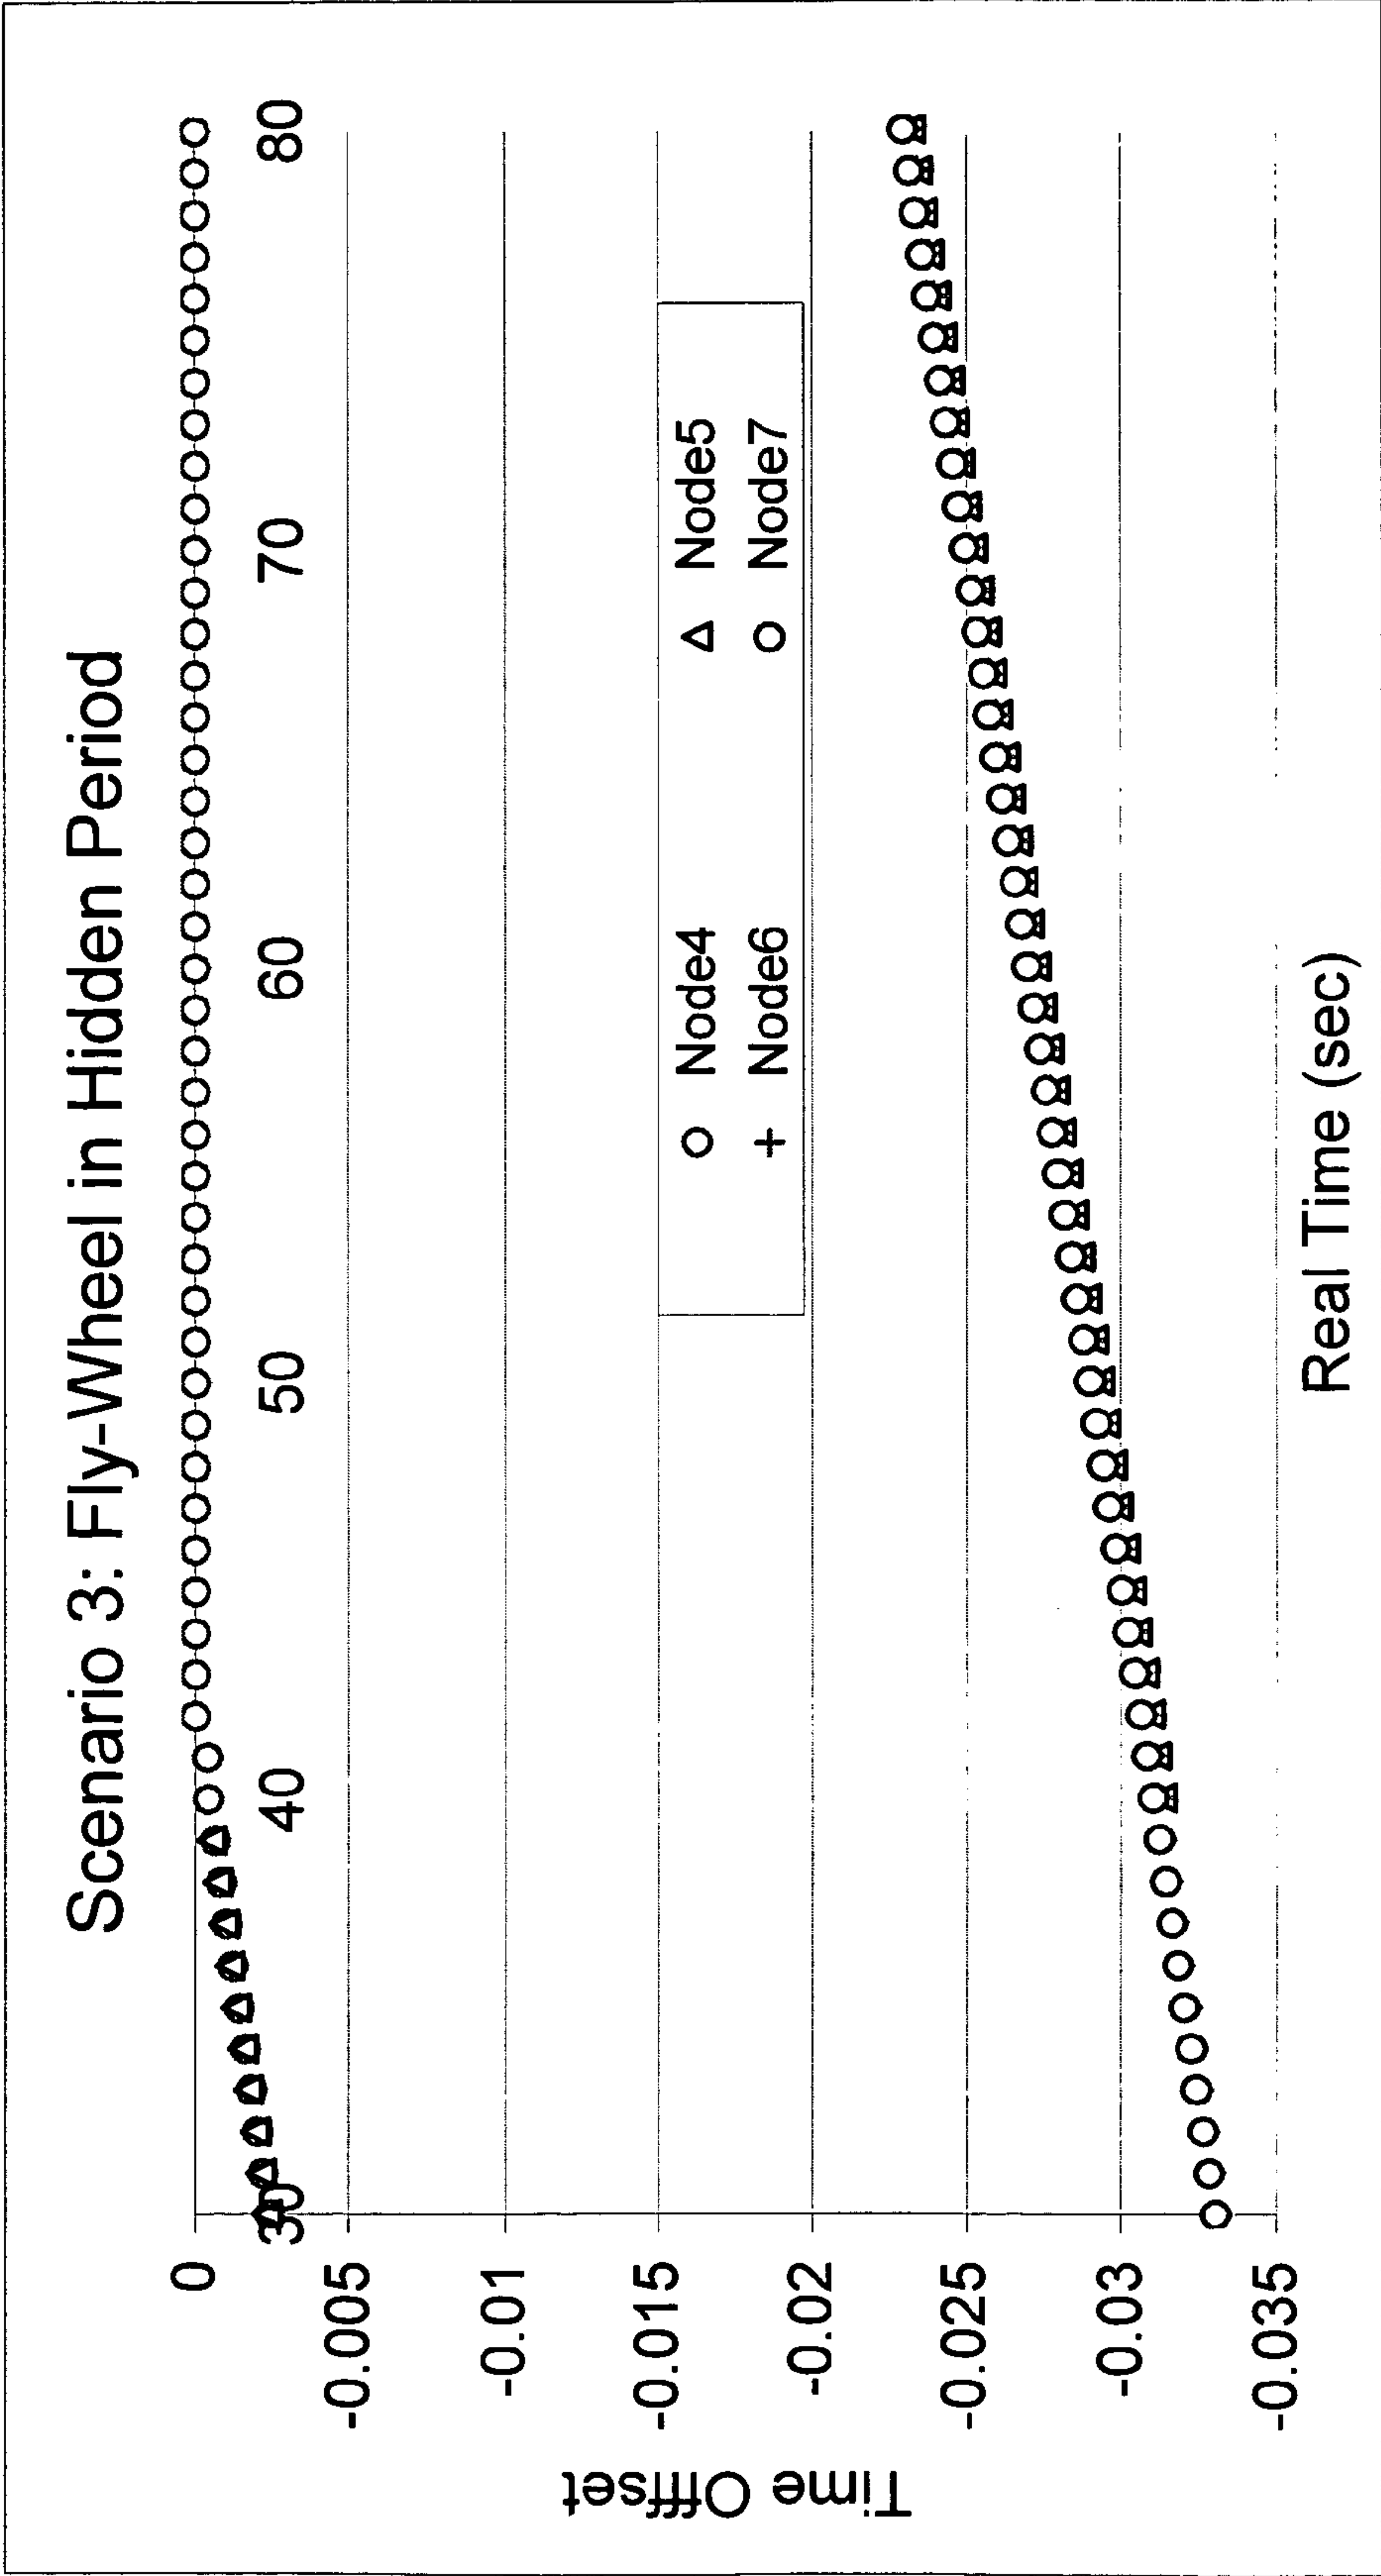 Scenario 3: Fly-Wheel in Hidden Period
0
-0.005
-0.01
-0.015
-0.02
-0.025
-0.03
-0.035
Time Offset
30
40
50
60
70
80
Node4
Node5
Node6
Node7
Real Time (sec)